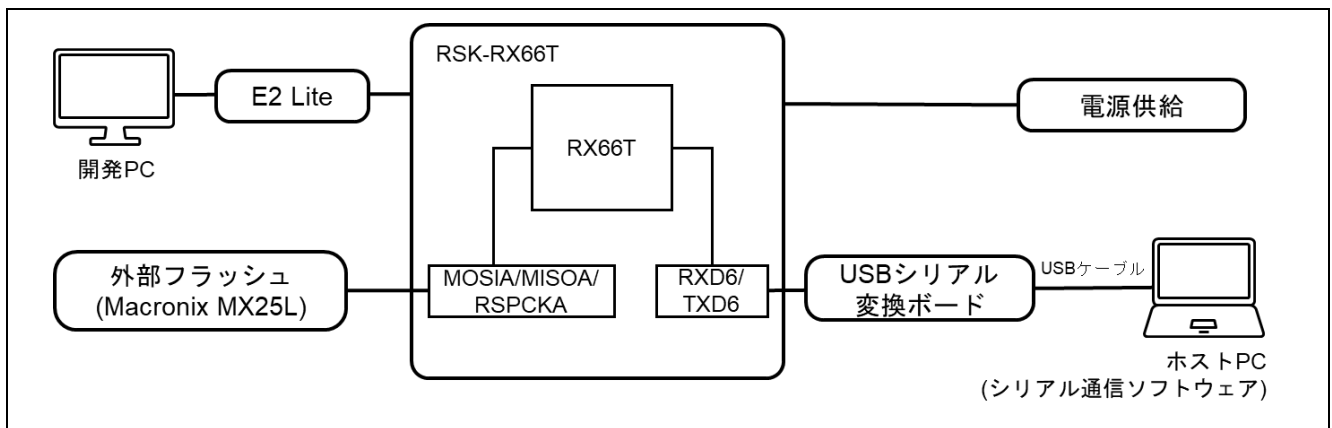 RSK-RX66T
E2 Lite
開発PC
電源供給
RX66T
外部フラッシュ
(Macronix MX25L)
MOSIA/MISOA/
RSPCKA
RXD6/
TXD6
USBシリアル
変換ボード
USBケーブル
ホストPC
(シリアル通信ソフトウェア)